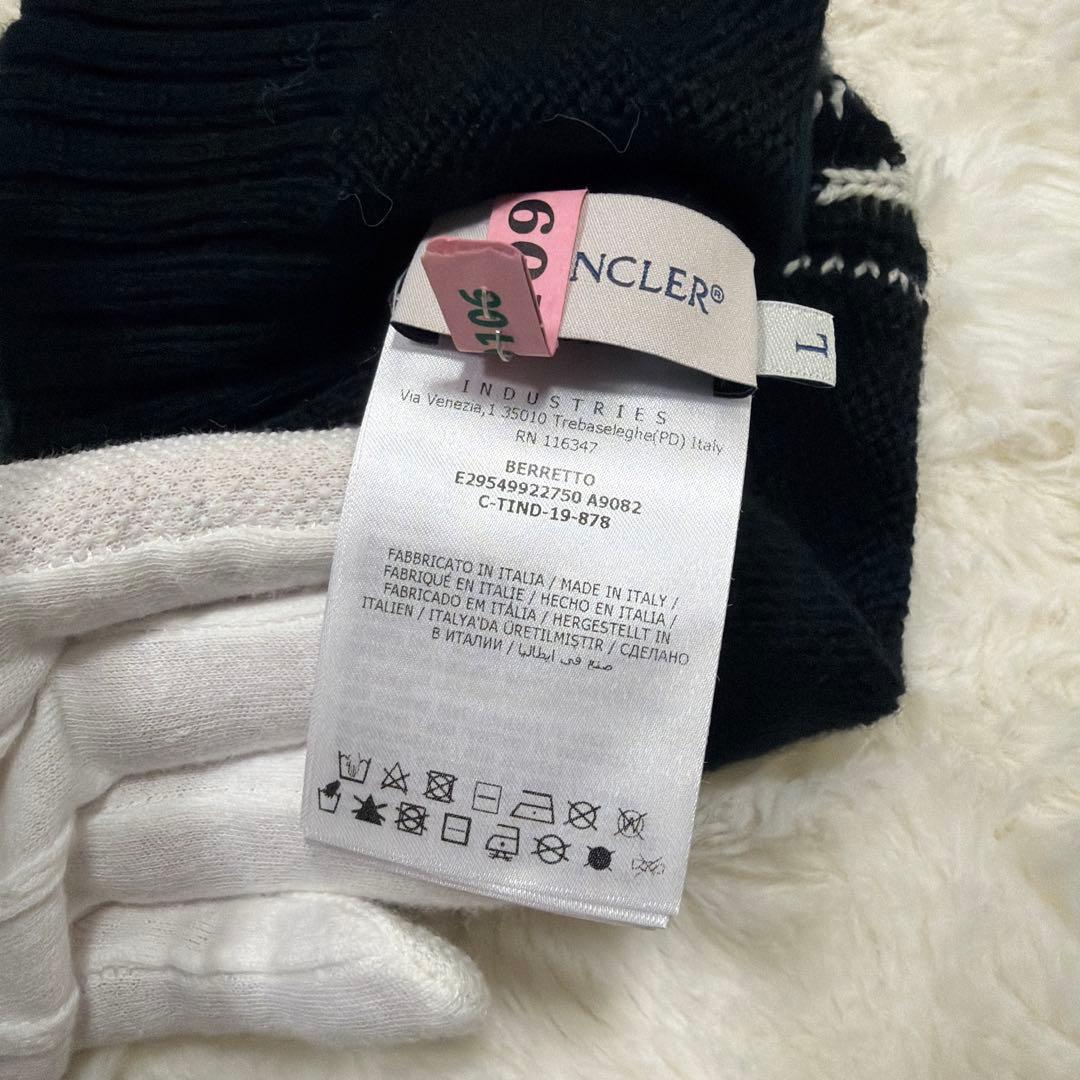 09
106
NCLER®
L
INDUSTRIES
Via Venezia,1 35010 Trebaseleghe(PD) Italy
RN 116347
BERRETTO
E29549922750 A9082
C-TIND-19-878
FABBRICATO IN ITALIA / MADE IN ITALY /
FABRIQUÉ EN ITALIE / HECHO EN ITALIA /
FABRICADO EM ITÁLIA / HERGESTELLT IN
ITALIEN / ITALYA'DA ÜRETILMIŞTIR / СДЕЛАНО
В ИТАЛИИ / صنع في ايطاليا